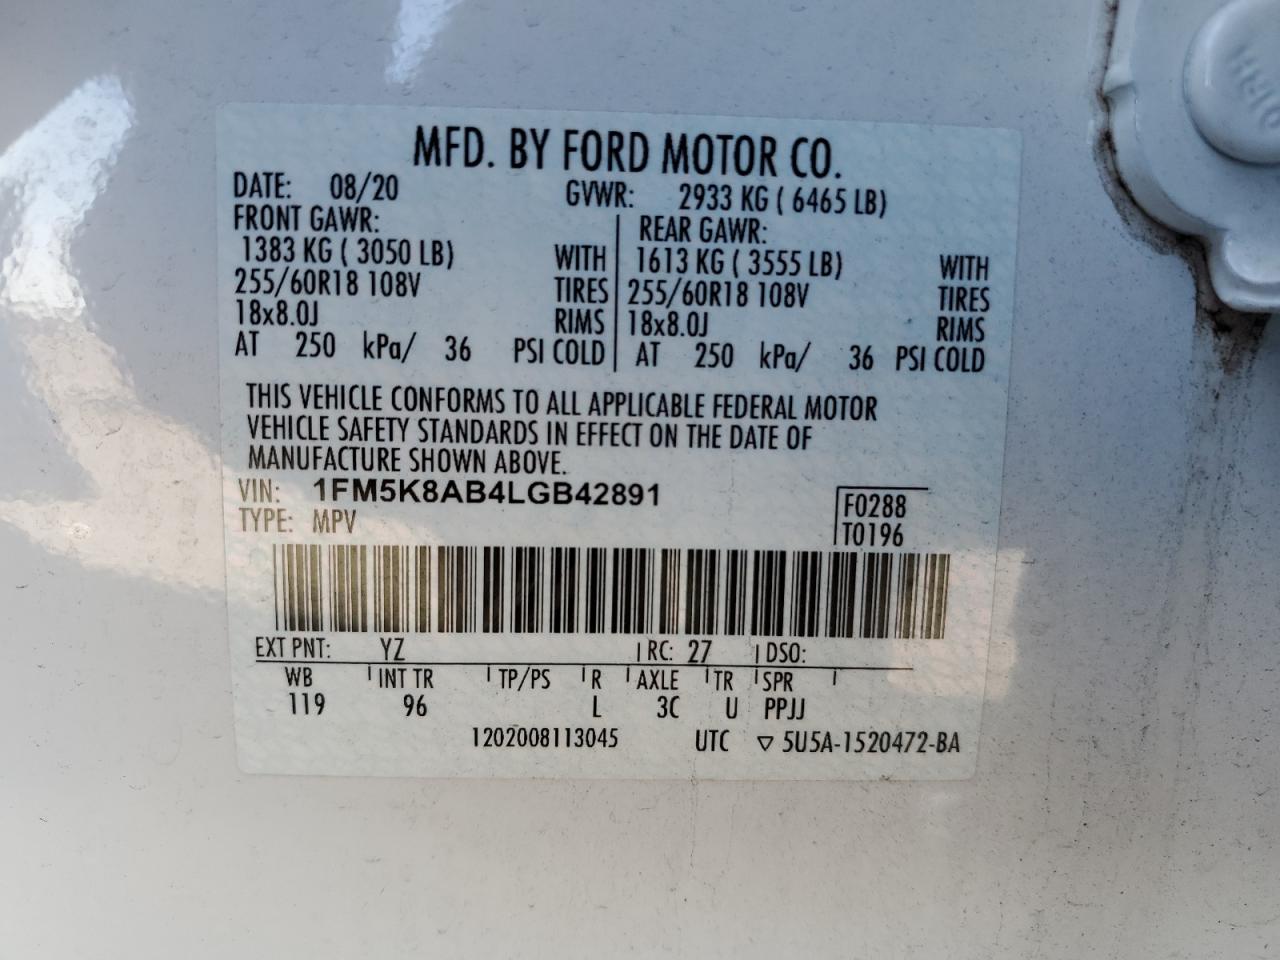 MFD. BY FORD MOTOR CO.
DATE: 08/20 GVWR: 2933 KG ( 6465 LB)
FRONT GAWR: REAR GAWR:
1383 KG ( 3050 LB) WITH 1613 KG ( 3555 LB) WITH
255/60R18 108V TIRES 255/60R18 108V TIRES
18x8.0J RIMS 18x8.0J RIMS
AT 250 kPa/ 36 PSI COLD AT 250 kPa/ 36 PSI COLD
THIS VEHICLE CONFORMS TO ALL APPLICABLE FEDERAL MOTOR
VEHICLE SAFETY STANDARDS IN EFFECT ON THE DATE OF
MANUFACTURE SHOWN ABOVE.
VIN: 1FM5K8AB4LGB42891 F0288
TYPE: MPV T0196
EXT PNT: YZ RC: 27 DSO:
WB INT TR TP/PS R AXLE TR SPR
119 96 L 3C U PPJJ
1202008113045 UTC ▽ 5U5A-1520472-BA